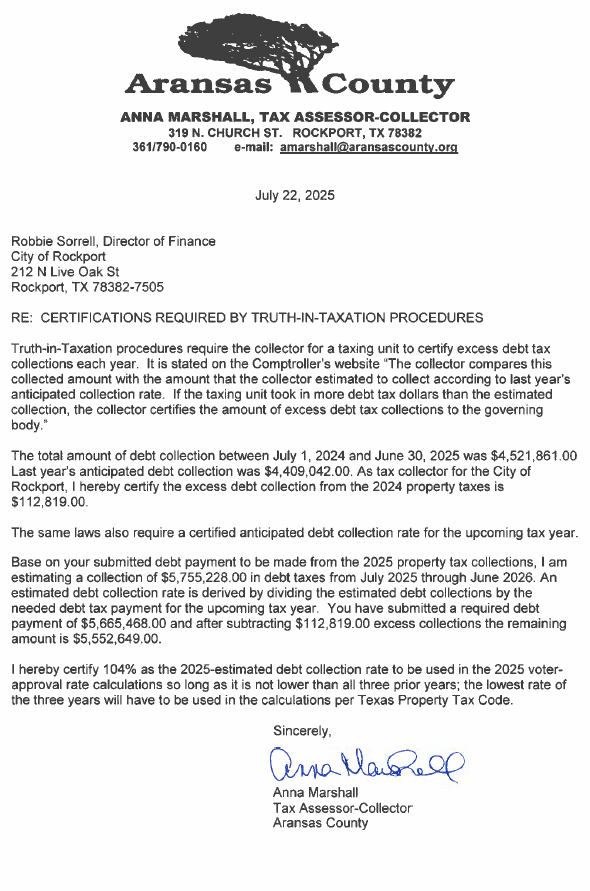 Aransas County
ANNA MARSHALL, TAX ASSESSOR-COLLECTOR
319 N. CHURCH ST.   ROCKPORT, TX 78382
361/790-0160   e-mail:  amarshall@aransascounty.org
July 22, 2025
Robbie Sorrell, Director of Finance
City of Rockport
212 N Live Oak St
Rockport, TX 78382-7505
RE:  CERTIFICATIONS REQUIRED BY TRUTH-IN-TAXATION PROCEDURES
Truth-in-Taxation procedures require the collector for a taxing unit to certify excess debt tax
collections each year.  It is stated on the Comptroller's website "The collector compares this
collected amount with the amount that the collector estimated to collect according to last year's
anticipated collection rate.  If the taxing unit took in more debt tax dollars than the estimated
collection, the collector certifies the amount of excess debt tax collections to the governing
body."
The total amount of debt collection between July 1, 2024 and June 30, 2025 was $4,521,861.00
Last year's anticipated debt collection was $4,409,042.00. As tax collector for the City of
Rockport, I hereby certify the excess debt collection from the 2024 property taxes is
$112,819.00.
The same laws also require a certified anticipated debt collection rate for the upcoming tax year.
Base on your submitted debt payment to be made from the 2025 property tax collections, I am
estimating a collection of $5,755,228.00 in debt taxes from July 2025 through June 2026. An
estimated debt collection rate is derived by dividing the estimated debt collections by the
needed debt tax payment for the upcoming tax year.  You have submitted a required debt
payment of $5,665,468.00 and after subtracting $112,819.00 excess collections the remaining
amount is $5,552,649.00.
I hereby certify 104% as the 2025-estimated debt collection rate to be used in the 2025 voter-
approval rate calculations so long as it is not lower than all three prior years; the lowest rate of
the three years will have to be used in the calculations per Texas Property Tax Code.
Sincerely,
Anna Marshall
Anna Marshall
Tax Assessor-Collector
Aransas County